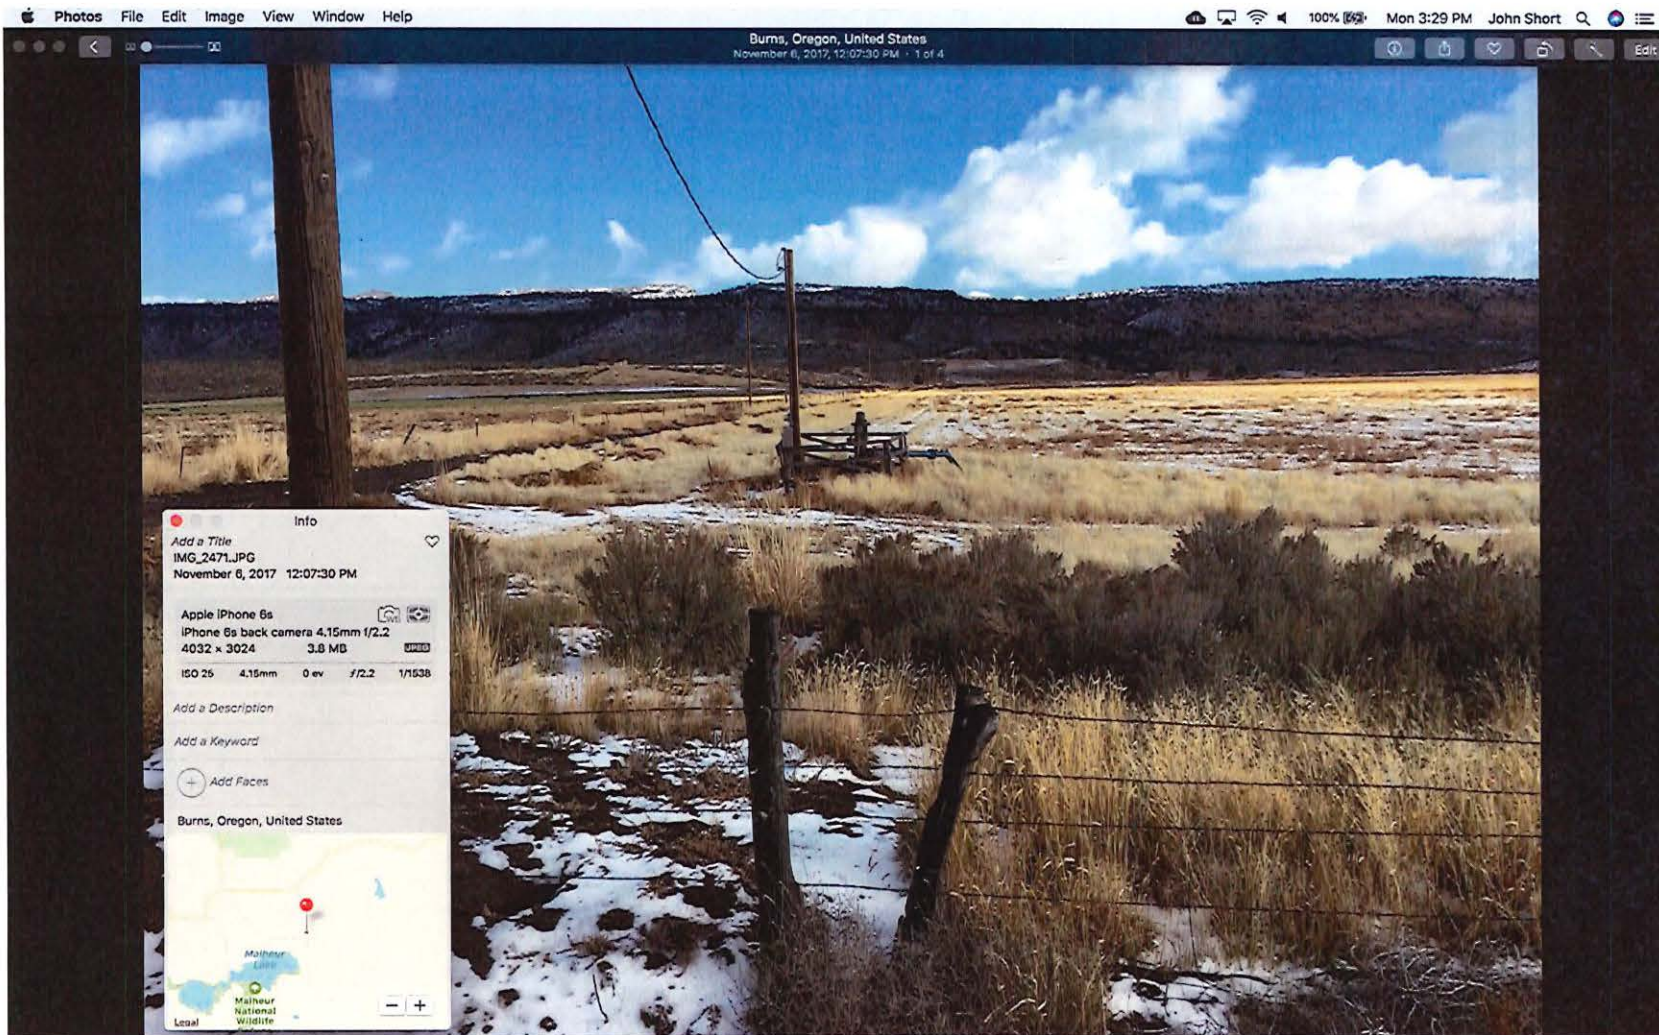 Photos File Edit Image View Window Help 100% Mon 3:29 PM John Short
Burns, Oregon, United States
November 6, 2017, 12:07:30 PM · 1 of 4
Edit
Info
Add a Title
IMG_2471.JPG
November 6, 2017 12:07:30 PM
Apple iPhone 6s
iPhone 6s back camera 4.15mm f/2.2
4032 × 3024 3.8 MB JPEG
ISO 25 4.15mm 0 ev ƒ/2.2 1/1538
Add a Description
Add a Keyword
Add Faces
Burns, Oregon, United States
Malheur
Lake
Malheur
National
Wildlife
Legal